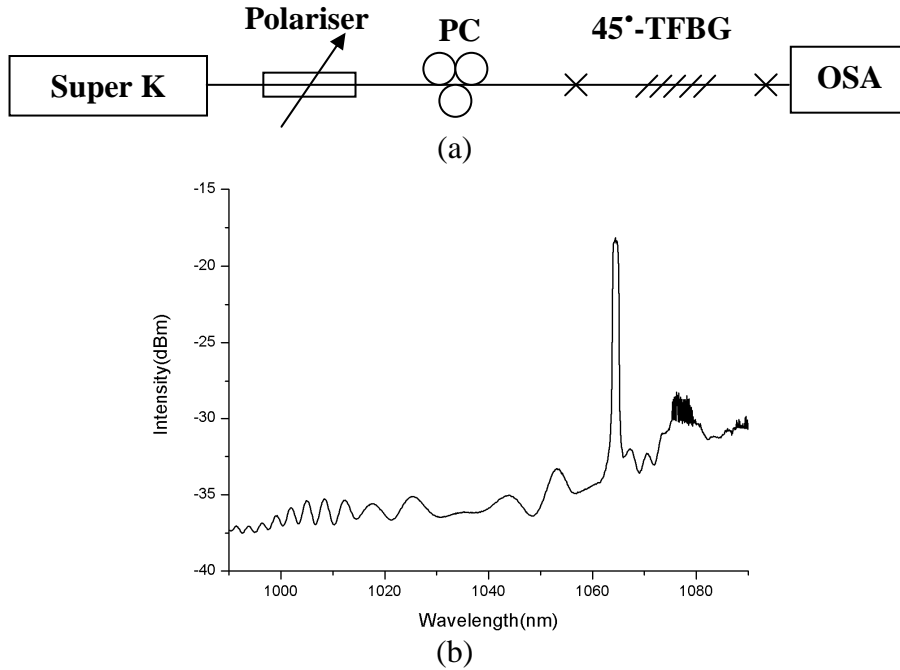 Polariser
PC
45°-TFBG
Super K
OSA
(a)
-15
-20
-25
-30
-35
-40
Intensity(dBm)
1000
1020
1040
1060
1080
Wavelength(nm)
(b)